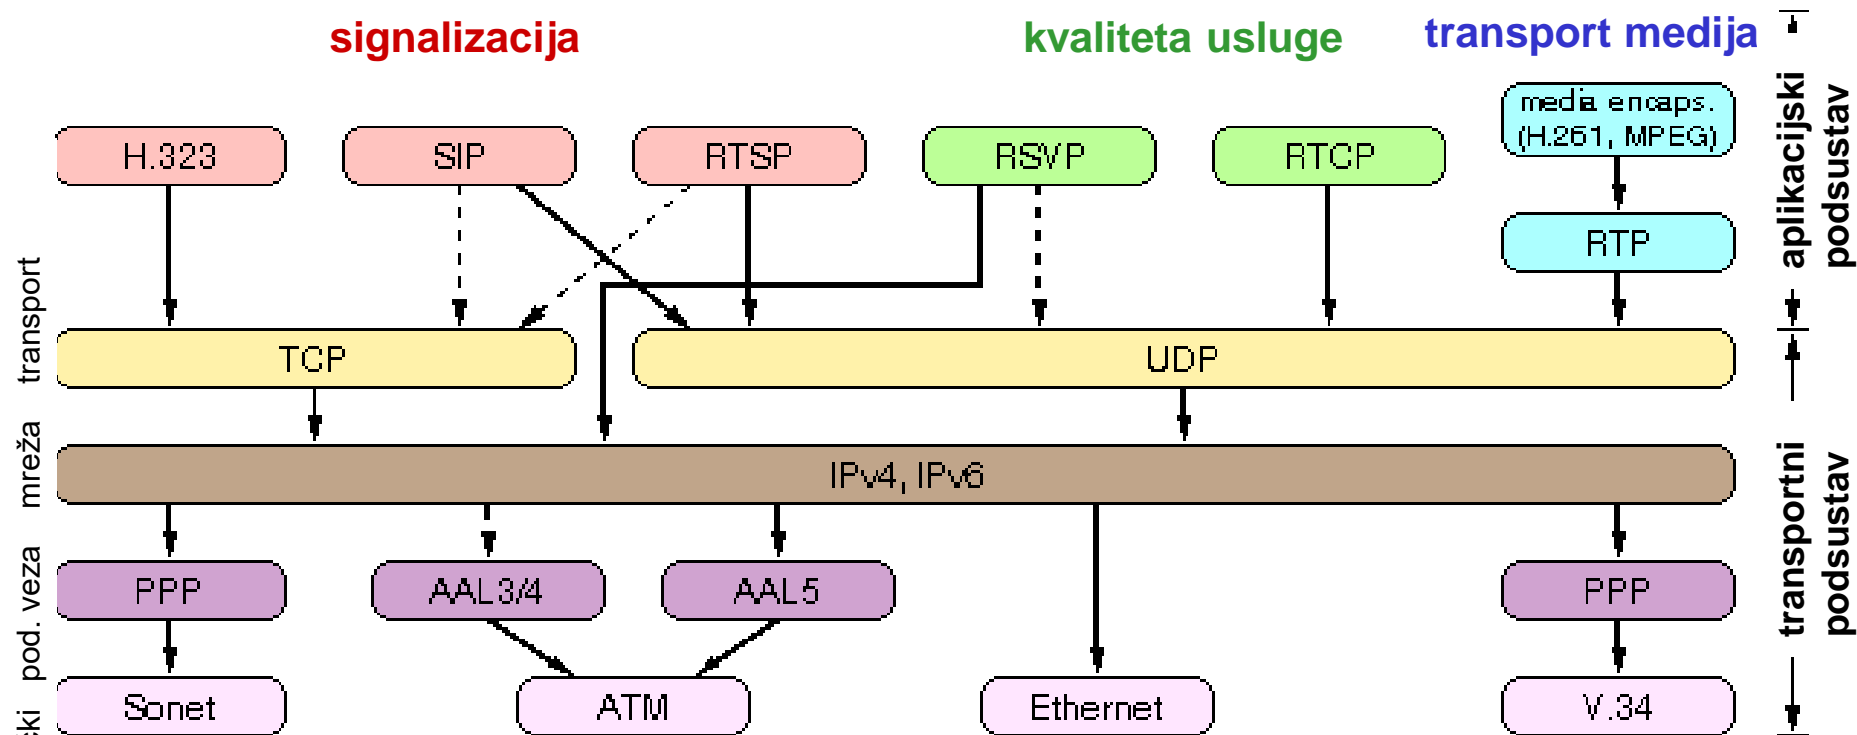 signalizacija
kvaliteta usluge
transport medija
media encaps.
(H.261, MPEG)
H.323
SIP
RTSP
RSVP
RTCP
RTP
aplikacijski
podsustav
transport
TCP
UDP
mreža
IPv4, IPv6
transportni
podsustav
pod. veza
PPP
AAL3/4
AAL5
PPP
Sonet
ATM
Ethernet
V.34